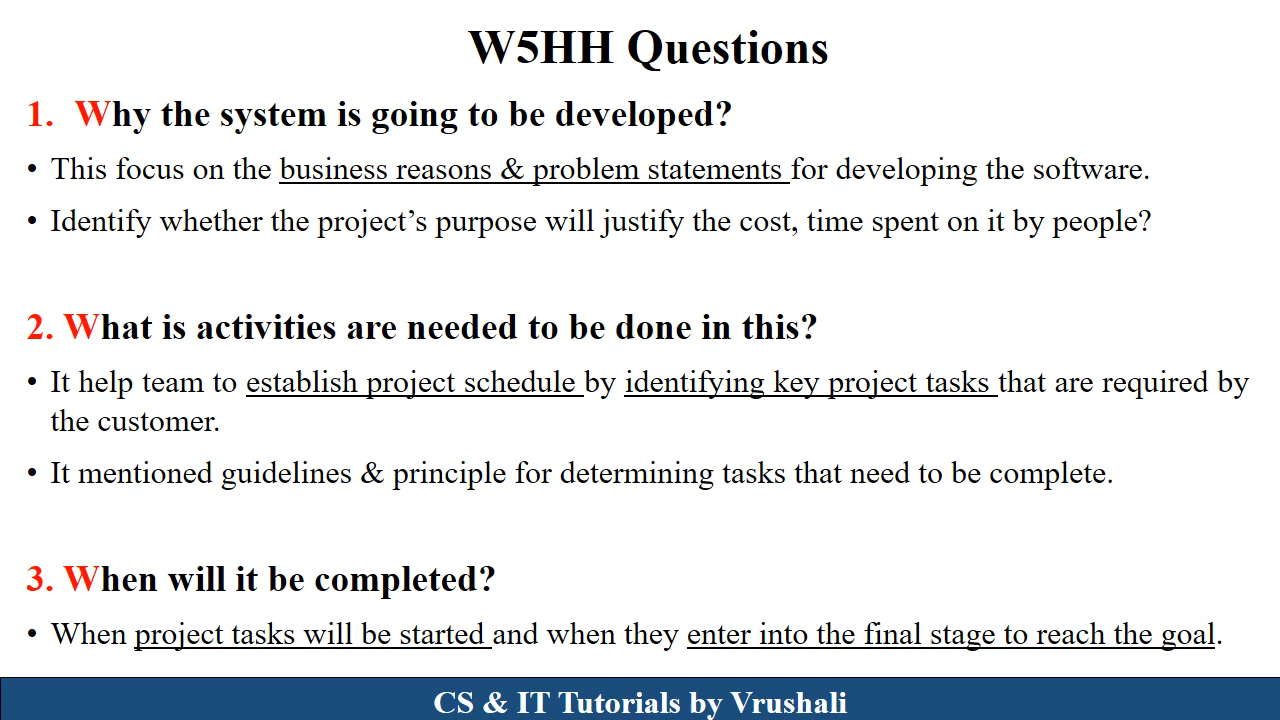 W5HH Questions
1. Why the system is going to be developed?
• This focus on the business reasons & problem statements for developing the software.
• Identify whether the project’s purpose will justify the cost, time spent on it by people?
2. What is activities are needed to be done in this?
• It help team to establish project schedule by identifying key project tasks that are required by
the customer.
• It mentioned guidelines & principle for determining tasks that need to be complete.
3. When will it be completed?
• When project tasks will be started and when they enter into the final stage to reach the goal.
CS & IT Tutorials by Vrushali